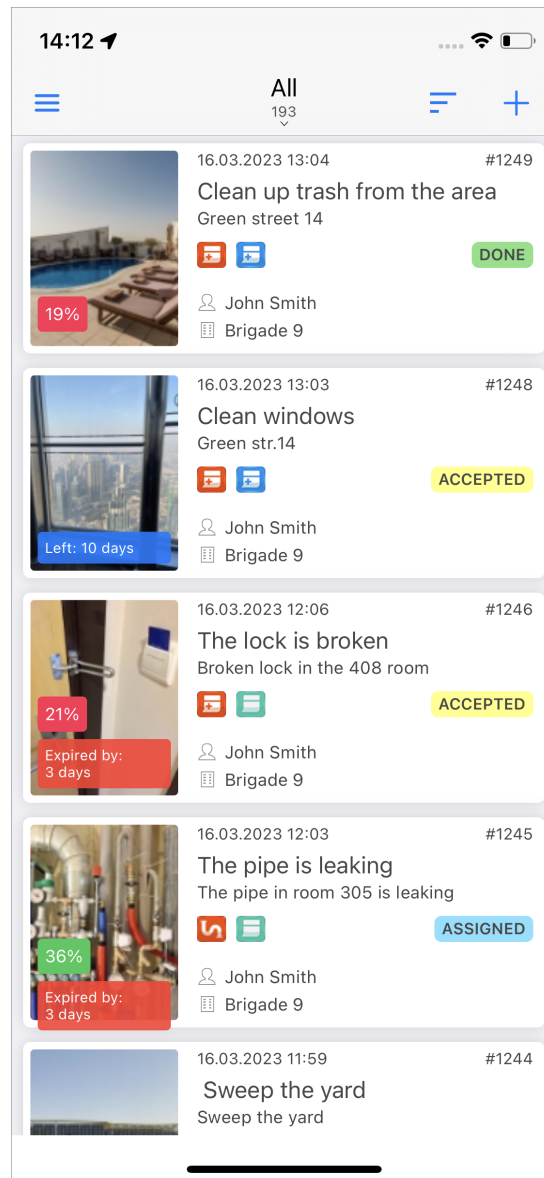 14:12
All
193
16.03.2023 13:04 #1249
Clean up trash from the area
Green street 14
DONE
19%
John Smith
Brigade 9
16.03.2023 13:03 #1248
Clean windows
Green str.14
ACCEPTED
John Smith
Left: 10 days
Brigade 9
16.03.2023 12:06 #1246
The lock is broken
Broken lock in the 408 room
21%
ACCEPTED
Expired by:
3 days
John Smith
Brigade 9
16.03.2023 12:03 #1245
The pipe is leaking
The pipe in room 305 is leaking
ASSIGNED
36%
John Smith
Expired by:
3 days
Brigade 9
16.03.2023 11:59 #1244
Sweep the yard
Sweep the yard